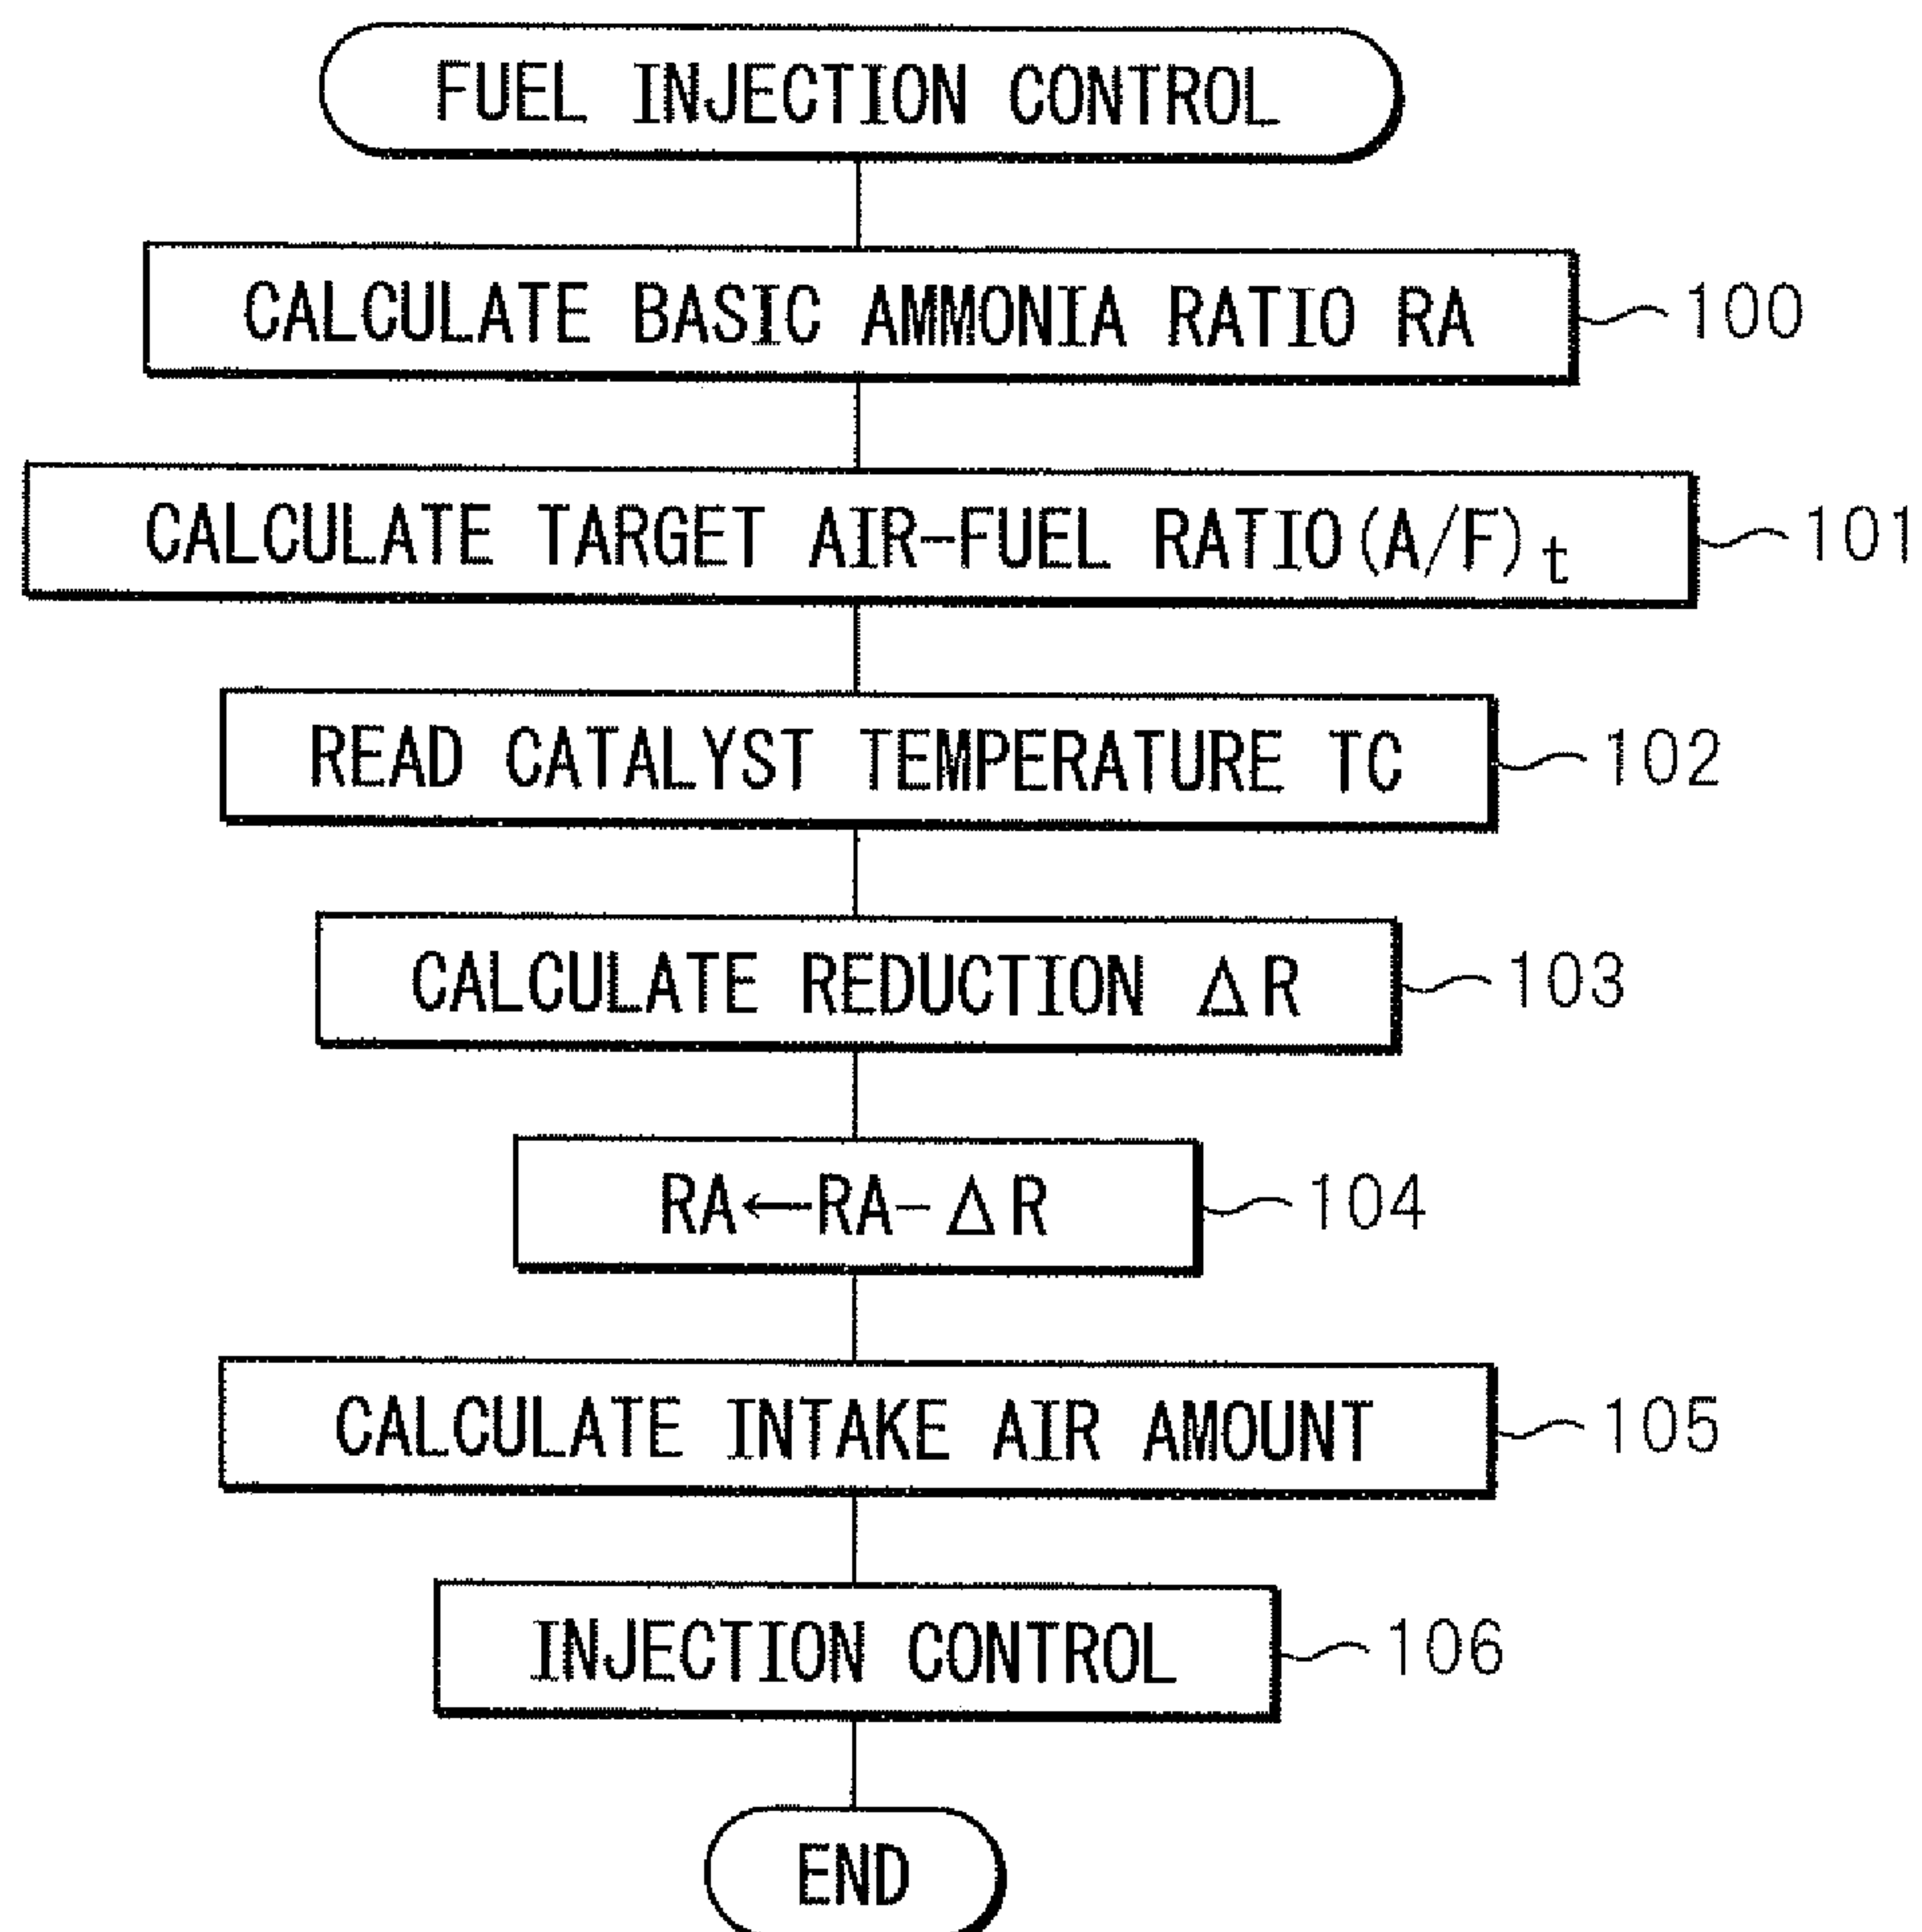 FUEL INJECTION CONTROL
CALCULATE BASIC AMMONIA RATIO RA
100
CALCULATE TARGET AIR-FUEL RATIO(A/F)t
101
READ CATALYST TEMPERATURE TC
102
CALCULATE REDUCTION ΔR
103
RA←RA-ΔR
104
CALCULATE INTAKE AIR AMOUNT
105
INJECTION CONTROL
106
END